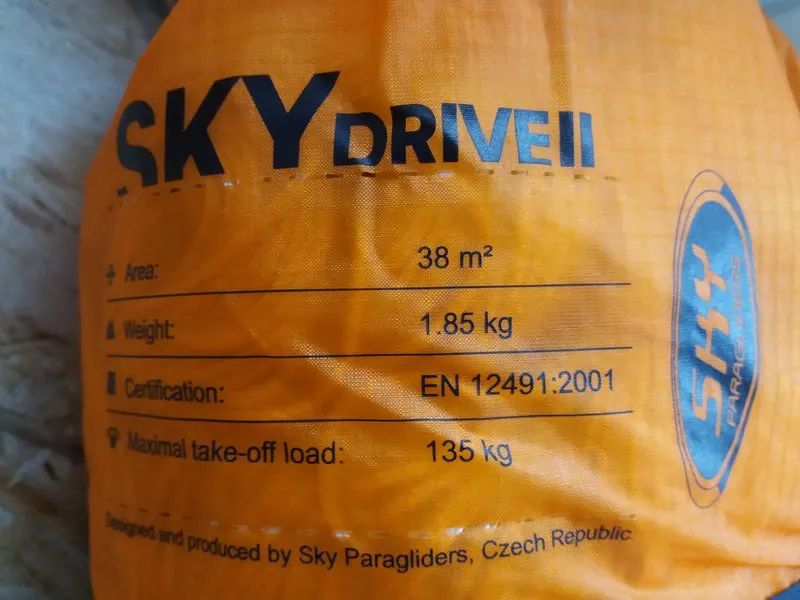 SKY DRIVE II
Area: 38 m²
Weight: 1.85 kg
Certification: EN 12491:2001
Maximal take-off load: 135 kg
Designed and produced by Sky Paragliders, Czech Republic.
SKY
PARAGLIDERS